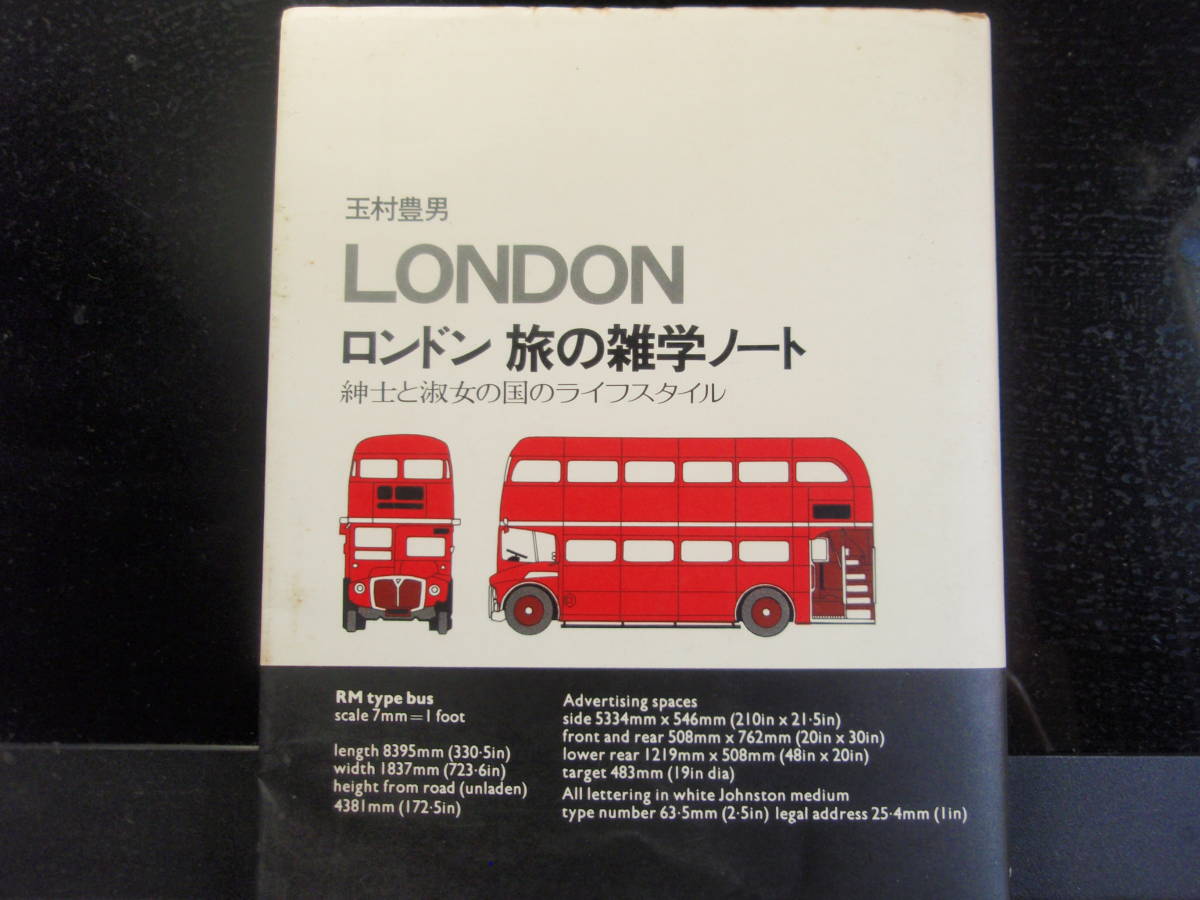 玉村豊男
LONDON
ロンドン 旅の雑学ノート
紳士と淑女の国のライフスタイル
RM type bus
scale 7mm=1 foot
length 8395mm (330·5in)
width 1837mm (723·6in)
height from road (unladen)
4381mm (172·5in)
Advertising spaces
side 5334mm x 546mm (210in x 21·5in)
front and rear 508mm x 762mm (20in x 30in)
lower rear 1219mm x 508mm (48in x 20in)
target 483mm (19in dia)
All lettering in white Johnston medium
type number 63·5mm (2·5in) legal address 25·4mm (1in)